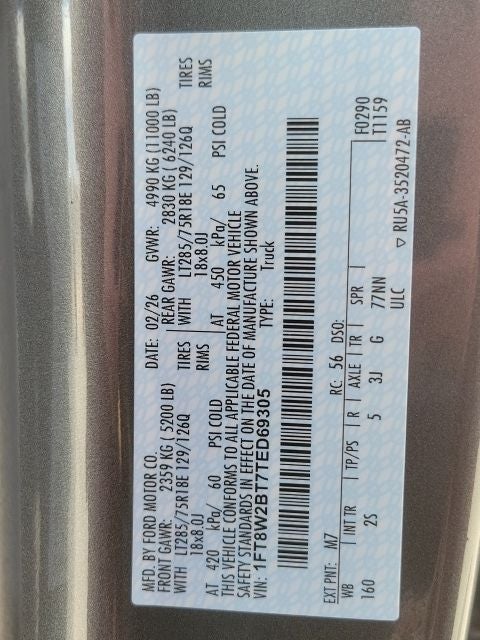 MFD. BY FORD MOTOR CO.
DATE: 02/26 GVWR: 4990 KG (11000 LB)
FRONT GAWR: 2359 KG (5200 LB) REAR GAWR: 2830 KG (6240 LB)
WITH LT285/75R18E 129/126Q TIRES WITH LT285/75R18E 129/126Q TIRES
18x8.0J RIMS 18x8.0J RIMS
AT 420 kPa/ 60 PSI COLD AT 450 kPa/ 65 PSI COLD
THIS VEHICLE CONFORMS TO ALL APPLICABLE FEDERAL MOTOR VEHICLE
SAFETY STANDARDS IN EFFECT ON THE DATE OF MANUFACTURE SHOWN ABOVE.
VIN: 1FT8W2BT7TED69305 TYPE: Truck
EXT PNT: M7 RC: 56 DSO: F0290
WB INT TR TP/PS R AXLE TR SPR TT1159
160 2S 5 3J G 77NN
ULC ▽ RU5A-3520472-AB